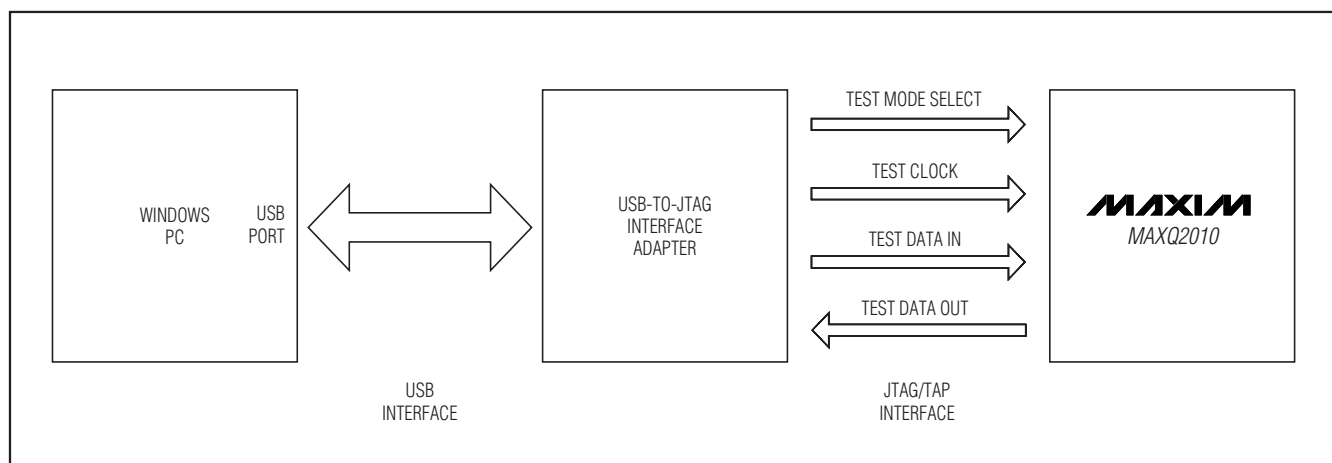 WINDOWS
PC
USB
PORT
USB
INTERFACE
USB-TO-JTAG
INTERFACE
ADAPTER
TEST MODE SELECT
TEST CLOCK
TEST DATA IN
TEST DATA OUT
JTAG/TAP
INTERFACE
MAXIM
MAXQ2010